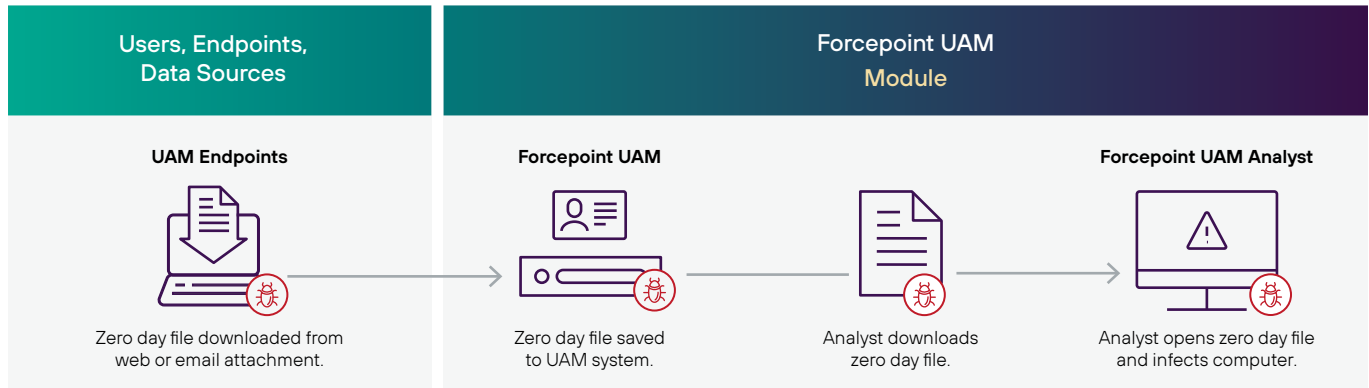 Users, Endpoints,
Data Sources
Forcepoint UAM
Module
UAM Endpoints
Forcepoint UAM
Forcepoint UAM Analyst
Zero day file downloaded from
web or email attachment.
Zero day file saved
to UAM system.
Analyst downloads
zero day file.
Analyst opens zero day file
and infects computer.